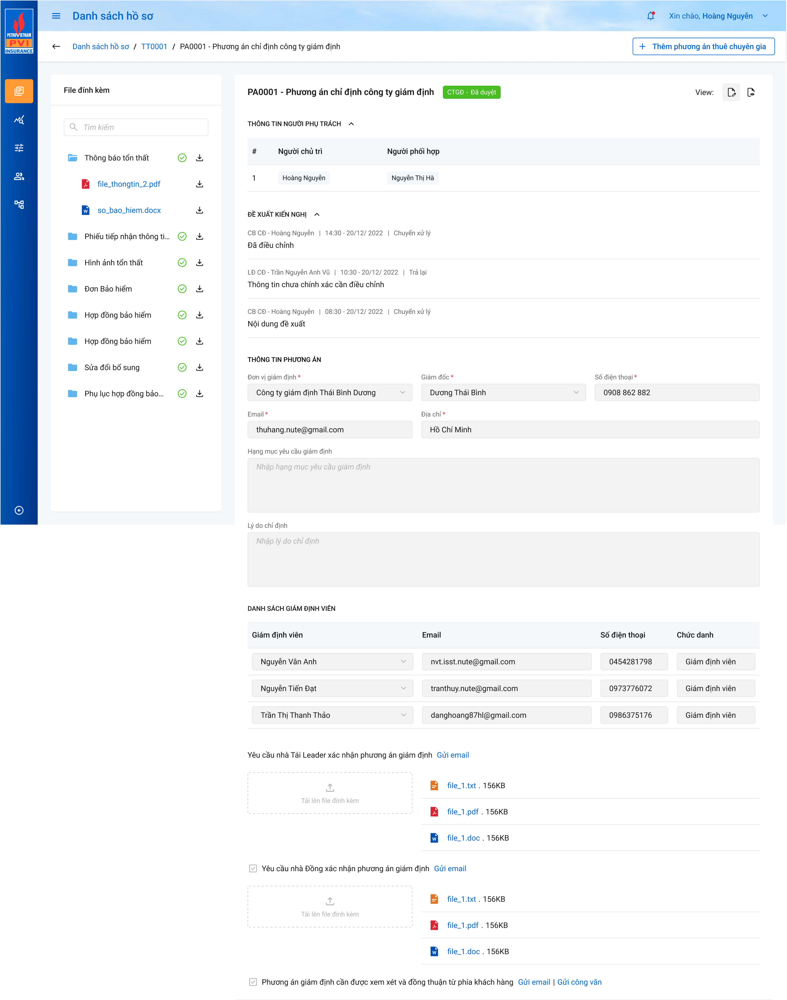 PETROVIETNAM
PVI
INSURANCE
Danh sách hồ sơ
Xin chào, Hoàng Nguyễn
Danh sách hồ sơ / TT0001 / PA0001 - Phương án chỉ định công ty giám định
Thêm phương án thuê chuyên gia
File đính kèm
Tìm kiếm
Thông báo tổn thất
file_thongtin_2.pdf
so_bao_hiem.docx
Phiếu tiếp nhận thông ti...
Hình ảnh tổn thất
Đơn Bảo hiểm
Hợp đồng bảo hiểm
Hợp đồng bảo hiểm
Sửa đổi bổ sung
Phụ lục hợp đồng bảo...
PA0001 - Phương án chỉ định công ty giám định
CTGĐ - Đã duyệt
View:
THÔNG TIN NGƯỜI PHỤ TRÁCH
# Người chủ trì Người phối hợp
1 Hoàng Nguyễn Nguyễn Thị Hà
ĐỀ XUẤT KIẾN NGHỊ
CB CĐ - Hoàng Nguyễn | 14:30 - 20/12/ 2022 | Chuyển xử lý
Đã điều chỉnh
LĐ CĐ - Trần Nguyễn Anh Vũ | 10:30 - 20/12/ 2022 | Trả lại
Thông tin chưa chính xác cần điều chỉnh
CB CĐ - Hoàng Nguyễn | 08:30 - 20/12/ 2022 | Chuyển xử lý
Nội dung đề xuất
THÔNG TIN PHƯƠNG ÁN
Đơn vị giám định * Giám đốc * Số điện thoại *
Công ty giám định Thái Bình Dương Dương Thái Bình 0908 862 882
Email * Địa chỉ *
thuhang.nute@gmail.com Hồ Chí Minh
Hạng mục yêu cầu giám định
Nhập hạng mục yêu cầu giám định
Lý do chỉ định
Nhập lý do chỉ định
DANH SÁCH GIÁM ĐỊNH VIÊN
Giám định viên Email Số điện thoại Chức danh
Nguyễn Vân Anh nvt.isst.nute@gmail.com 0454281798 Giám định viên
Nguyễn Tiến Đạt tranthuy.nute@gmail.com 0973776072 Giám định viên
Trần Thị Thanh Thảo danghoang87hl@gmail.com 0986375176 Giám định viên
Yêu cầu nhà Tái Leader xác nhận phương án giám định Gửi email
Tải lên file đính kèm
file_1.txt . 156KB
file_1.pdf . 156KB
W file_1.doc . 156KB
Yêu cầu nhà Đồng xác nhận phương án giám định Gửi email
Tải lên file đính kèm
file_1.txt . 156KB
file_1.pdf . 156KB
W file_1.doc . 156KB
Phương án giám định cần được xem xét và đồng thuận từ phía khách hàng Gửi email | Gửi công văn